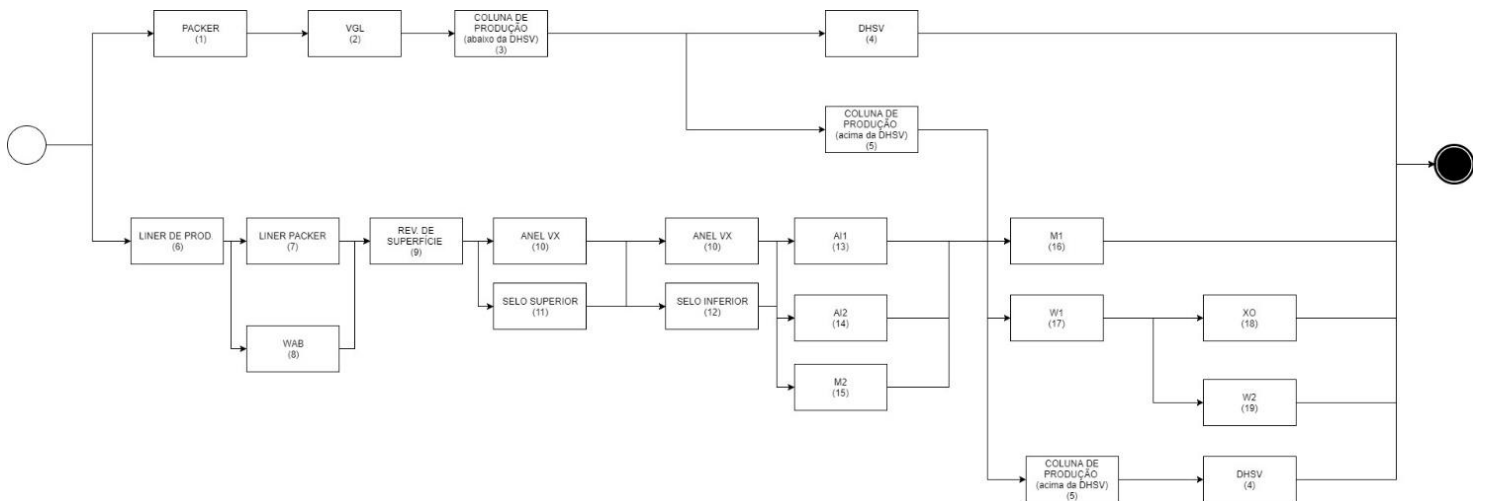 PACKER
(1)
VGL
(2)
COLUNA DE
PRODUÇÃO
(abaixo da DHSV)
(3)
DHSV
(4)
COLUNA DE
PRODUÇÃO
(acima da DHSV)
(5)
LINER DE PROD.
(6)
LINER PACKER
(7)
WAB
(8)
REV. DE
SUPERFÍCIE
(9)
ANEL VX
(10)
SELO SUPERIOR
(11)
ANEL VX
(10)
SELO INFERIOR
(12)
AI1
(13)
AI2
(14)
M2
(15)
M1
(16)
W1
(17)
XO
(18)
W2
(19)
COLUNA DE
PRODUÇÃO
(acima da DHSV)
(5)
DHSV
(4)